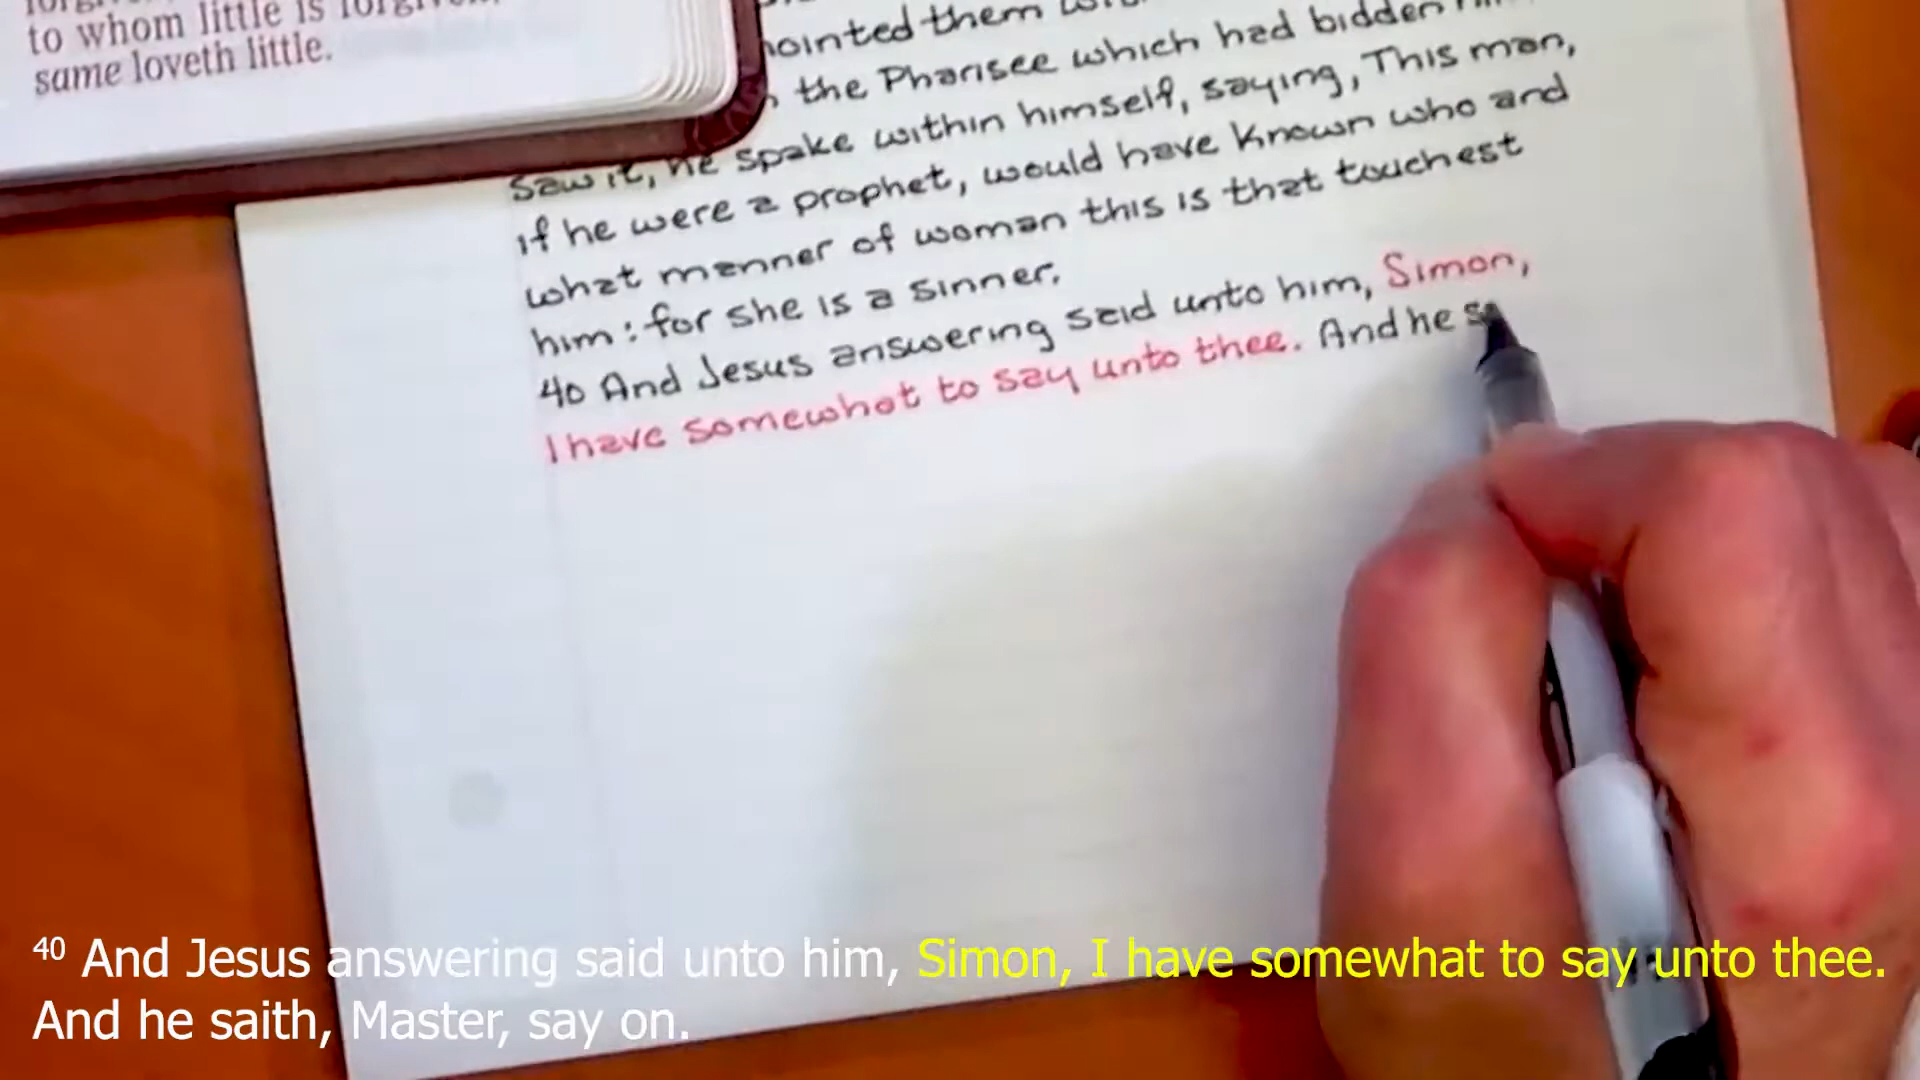 to whom little is
same loveth little.
them
the Pharisee which had bidden
saw it, he spake within himself, saying, This man,
if he were a prophet, would have known who and
what manner of woman this is that touchest
him: for she is a sinner.
40 And Jesus answering said unto him, Simon,
I have somewhat to say unto thee. And he
40 And Jesus answering said unto him, Simon, I have somewhat to say unto thee.
And he saith, Master, say on.